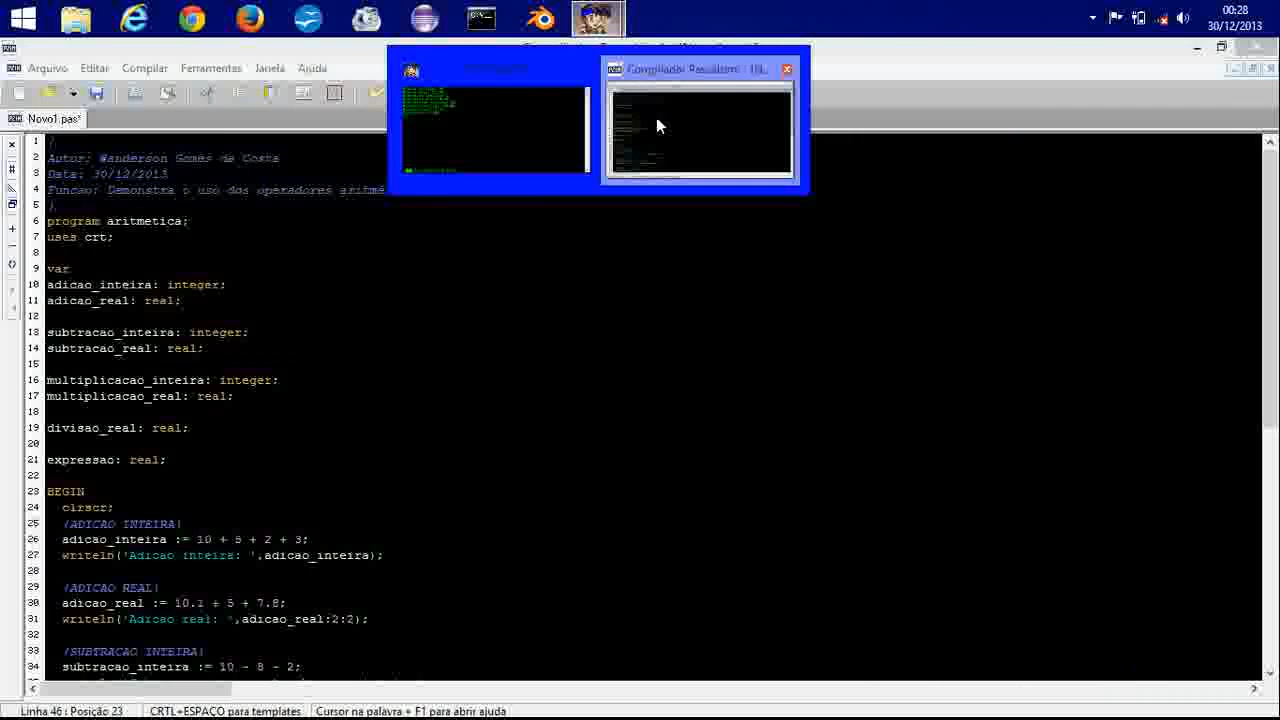 00:28
30/12/2013
Arquivo Editar Compilar Ferramentas Janela Ajuda
Novo1.pas*
1
2 Autor: Wanderson Gomes da Costa
3 Data: 30/12/2013
4 Funcao: Demonstra o uso dos operadores aritmé
5 }
6 program aritmetica;
7 uses crt;
8
9 var
10 adicao_inteira: integer;
11 adicao_real: real;
12
13 subtracao_inteira: integer;
14 subtracao_real: real;
15
16 multiplicacao_inteira: integer;
17 multiplicacao_real: real;
18
19 divisao_real: real;
20
21 expressao: real;
22
23 BEGIN
24 clrscr;
25 {ADICAO INTEIRA}
26 adicao_inteira := 10 + 5 + 2 + 3;
27 writeln('Adicao inteira: ',adicao_inteira);
28
29 {ADICAO REAL}
30 adicao_real := 10.1 + 5 + 7.8;
31 writeln('Adicao real: ',adicao_real:2:2);
32
33 {SUBTRACAO INTEIRA}
34 subtracao_inteira := 10 - 8 - 2;
Linha 46 : Posição 23 CRTL+ESPAÇO para templates Cursor na palavra + F1 para abrir ajuda